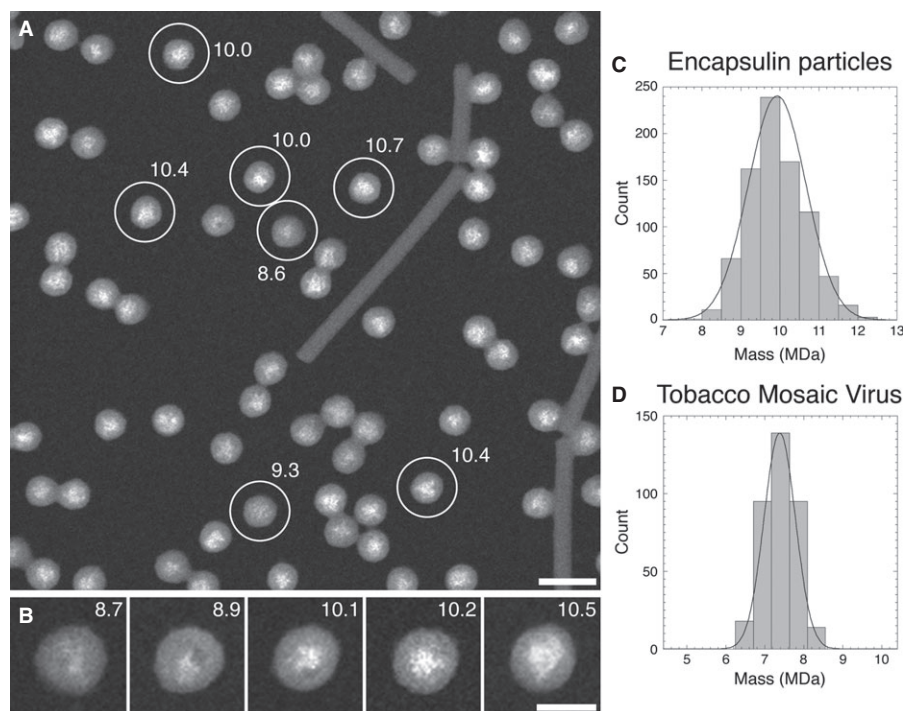 A
10.0
10.0
10.7
10.4
8.6
9.3
10.4
B
8.7
8.9
10.1
10.2
10.5
C
Encapsulin particles
250
200
150
100
50
0
Count
7 8 9 10 11 12 13
Mass (MDa)
D
Tobacco Mosaic Virus
150
100
50
0
Count
5 6 7 8 9 10
Mass (MDa)